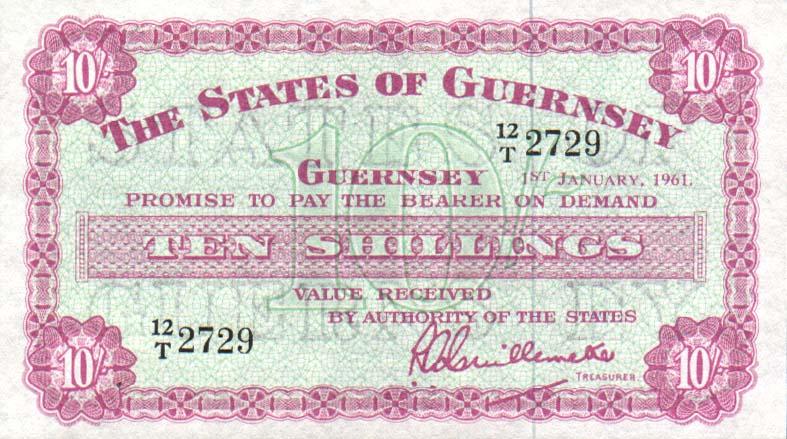 10/-
10/-
THE STATES OF GUERNSEY
12/T 2729
GUERNSEY 1ST JANUARY, 1961.
PROMISE TO PAY THE BEARER ON DEMAND
TEN SHILLINGS
10/-
VALUE RECEIVED
BY AUTHORITY OF THE STATES
12/T 2729
TREASURER.
10/-
10/-